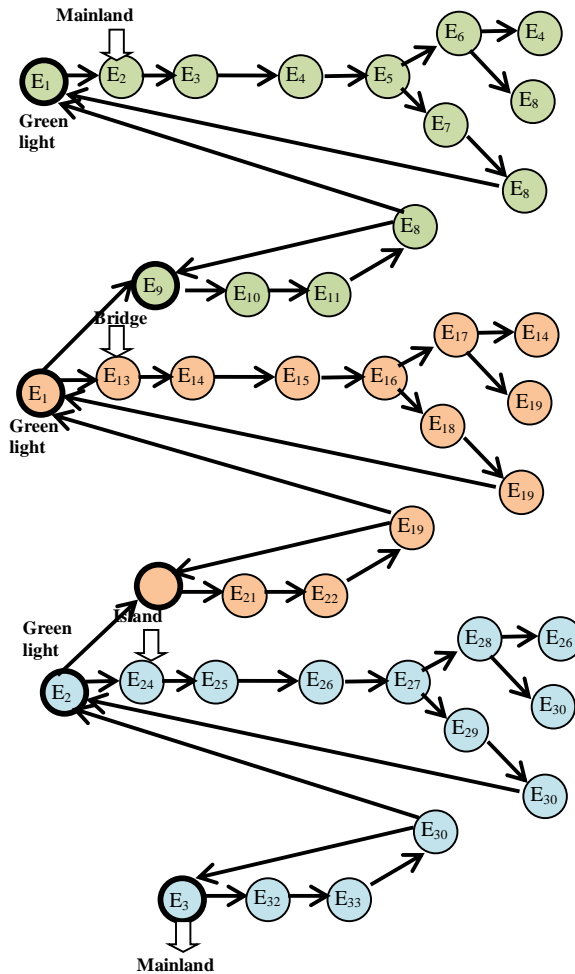 Mainland
E6 E4
E1 E2 E3 E4 E5
E8
Green
light
E7
E8
E8
E9 E10 E11
Bridge
E17 E14
E1 E13 E14 E15 E16
E19
Green
light
E18
E19
E19
E21 E22
Island
Green
light
E28 E26
E2 E24 E25 E26 E27
E30
E29
E30
E30
E3 E32 E33
Mainland